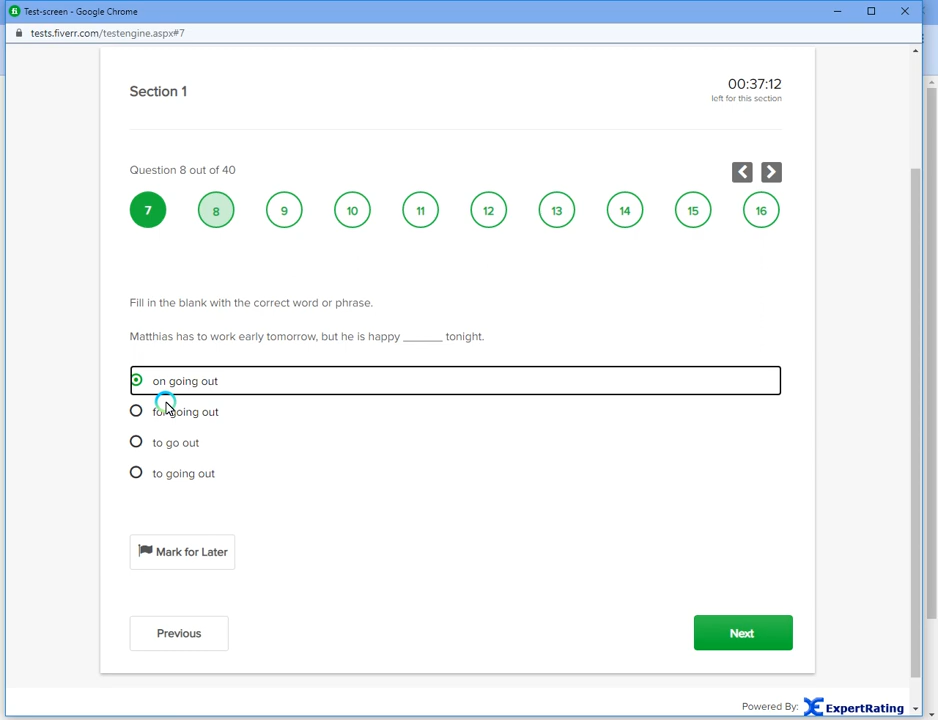 Test-screen - Google Chrome
tests.fiverr.com/testengine.aspx#7
Section 1
00:37:12
left for this section
Question 8 out of 40
7 8 9 10 11 12 13 14 15 16
Fill in the blank with the correct word or phrase.
Matthias has to work early tomorrow, but he is happy ______ tonight.
on going out
for going out
to go out
to going out
Mark for Later
Previous
Next
Powered By: ExpertRating